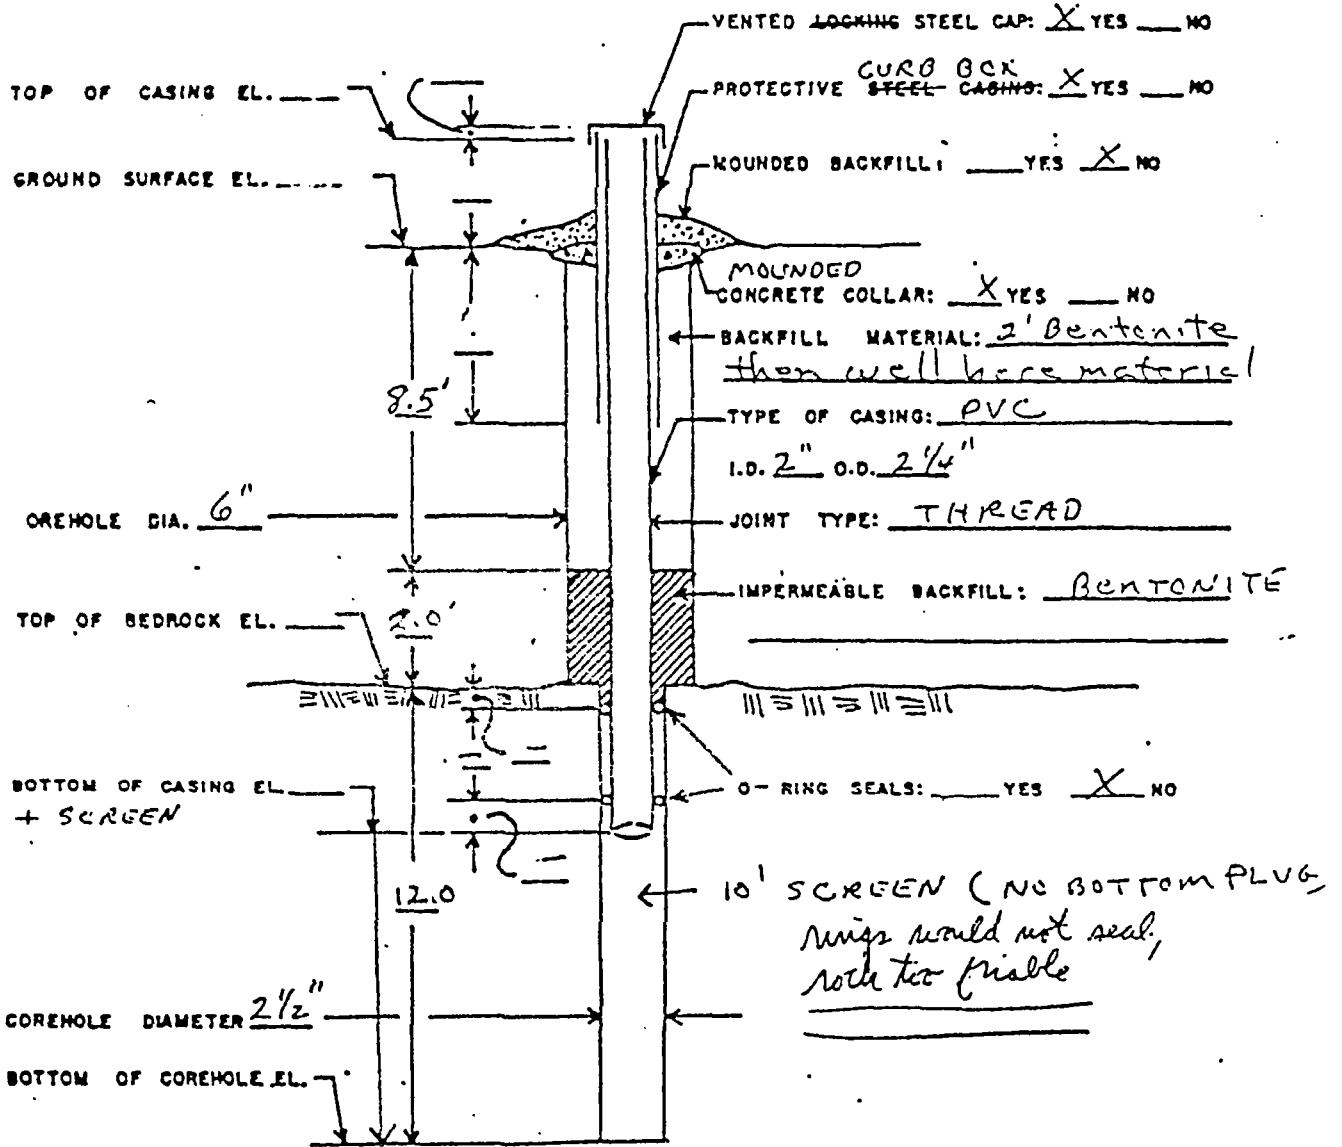 VENTED LOCKING STEEL CAP: X YES ___ NO
CURB BOX
TOP OF CASING EL. ____
PROTECTIVE STEEL CASING: X YES ___ NO
MOUNDED BACKFILL: ___ YES X NO
GROUND SURFACE EL. ____
MOUNDED
CONCRETE COLLAR: X YES ___ NO
BACKFILL MATERIAL: 2' Bentonite
then well bore material
8.5'
TYPE OF CASING: PVC
I.D. 2" O.D. 2 1/4"
OREHOLE DIA. 6"
JOINT TYPE: THREAD
IMPERMEABLE BACKFILL: BENTONITE
TOP OF BEDROCK EL. ____
2.0'
BOTTOM OF CASING EL ____
+ SCREEN
O-RING SEALS: ___ YES X NO
12.0
10' SCREEN (NO BOTTOM PLUG,
rings would not seal,
rock too friable
COREHOLE DIAMETER 2 1/2"
BOTTOM OF COREHOLE EL.